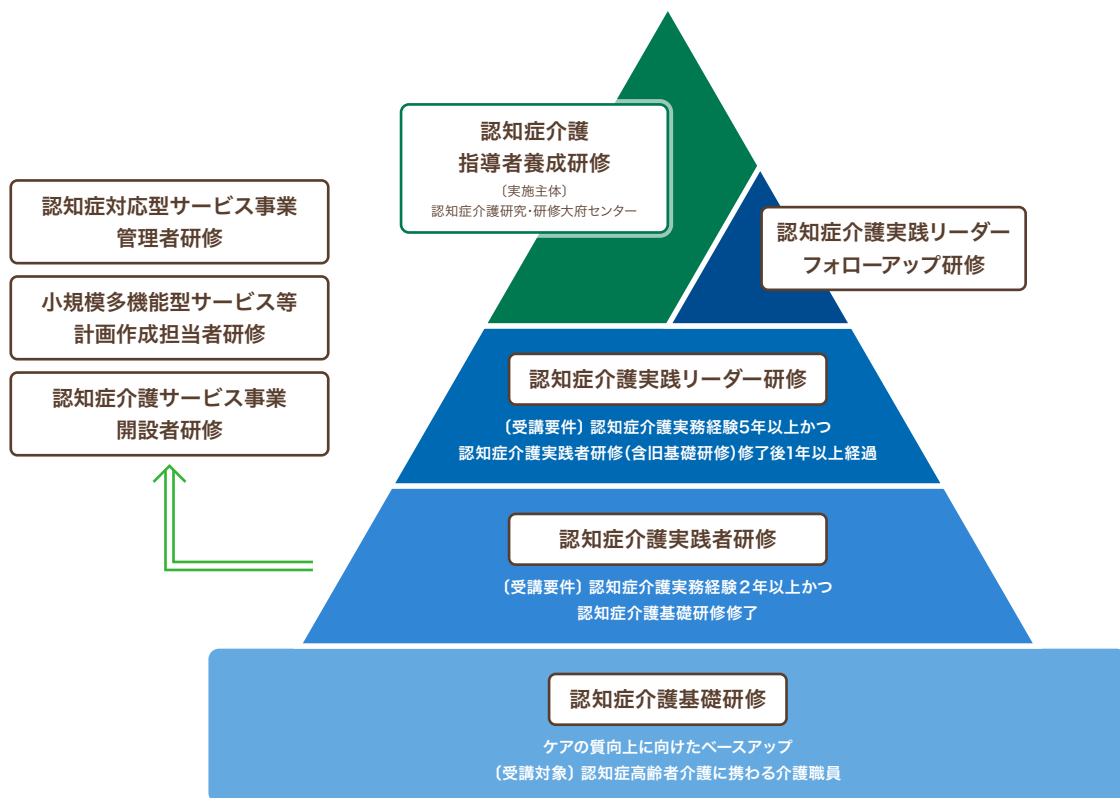 認知症介護
指導者養成研修
〔実施主体〕
認知症介護研究・研修大府センター
認知症対応型サービス事業
管理者研修
認知症介護実践リーダー
フォローアップ研修
小規模多機能型サービス等
計画作成担当者研修
認知症介護サービス事業
開設者研修
認知症介護実践リーダー研修
〔受講要件〕認知症介護実務経験5年以上かつ
認知症介護実践者研修(含旧基礎研修)修了後1年以上経過
認知症介護実践者研修
〔受講要件〕認知症介護実務経験2年以上かつ
認知症介護基礎研修修了
認知症介護基礎研修
ケアの質向上に向けたベースアップ
〔受講対象〕認知症高齢者介護に携わる介護職員